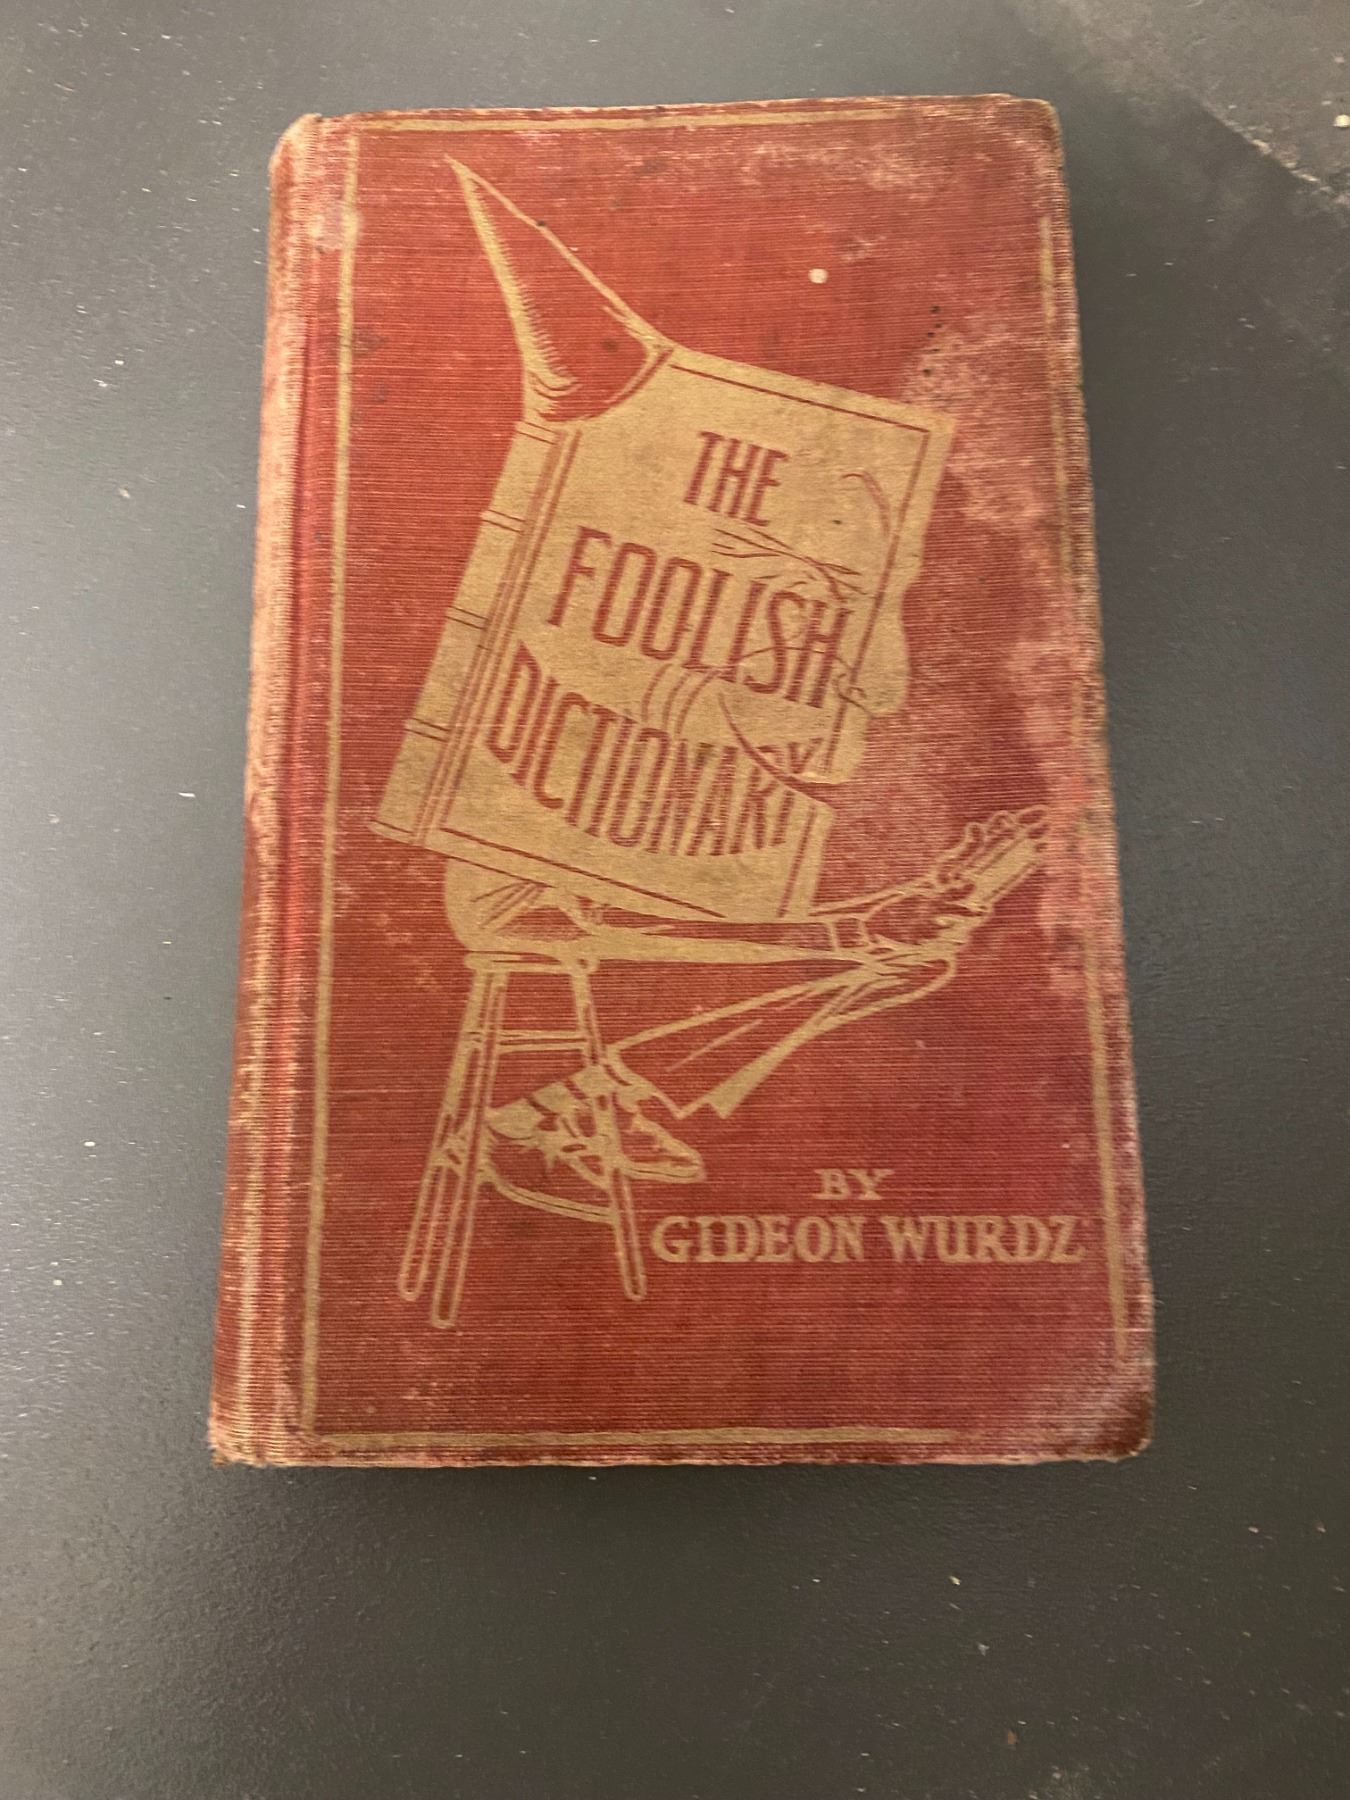 THE
FOOLISH
DICTIONARY
BY
GIDEON WURDZ